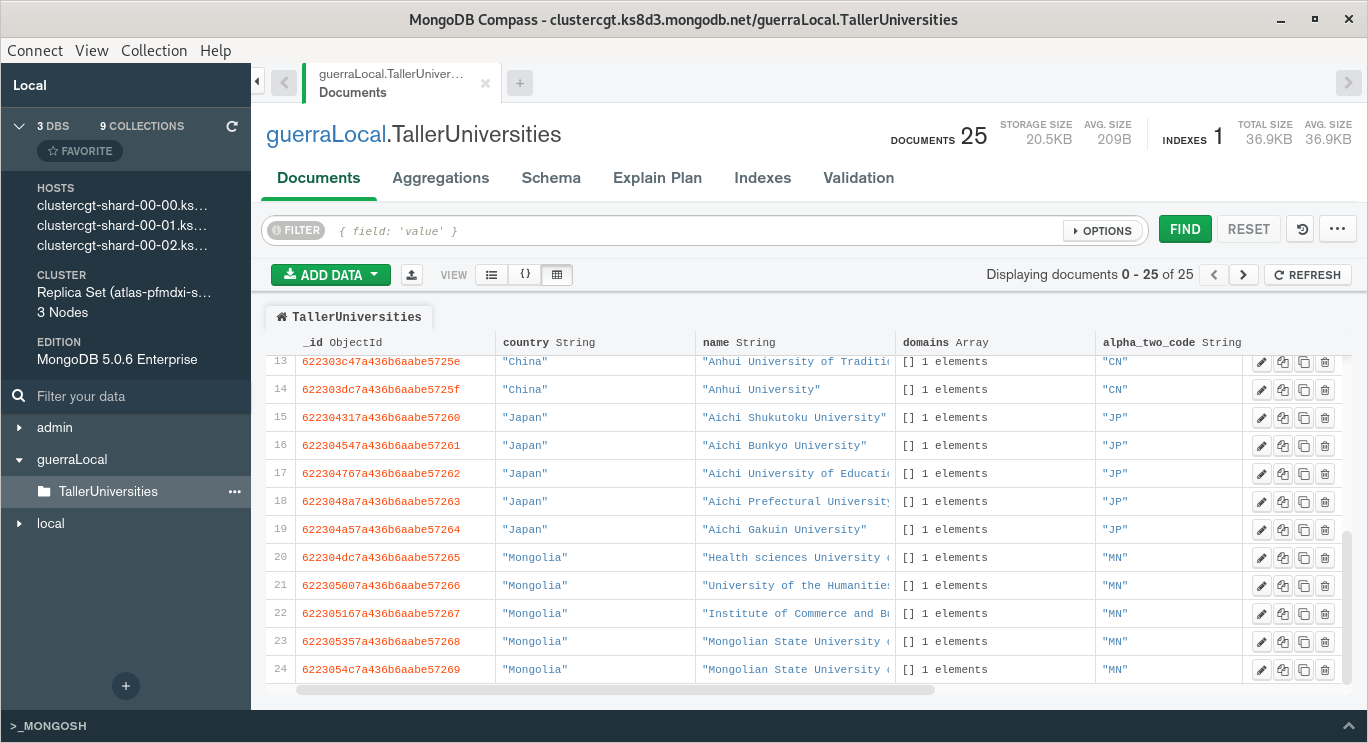 MongoDB Compass - clustercgt.ks8d3.mongodb.net/guerraLocal.TallerUniversities
Connect View Collection Help
Local
3 DBS 9 COLLECTIONS
FAVORITE
HOSTS
clustercgt-shard-00-00.ks...
clustercgt-shard-00-01.ks...
clustercgt-shard-00-02.ks...
CLUSTER
Replica Set (atlas-pfmdxi-s...
3 Nodes
EDITION
MongoDB 5.0.6 Enterprise
Filter your data
admin
guerraLocal
TallerUniversities
local
guerraLocal.TallerUniver...
Documents
guerraLocal.TallerUniversities
DOCUMENTS 25 STORAGE SIZE 20.5KB AVG. SIZE 209B INDEXES 1 TOTAL SIZE 36.9KB AVG. SIZE 36.9KB
Documents Aggregations Schema Explain Plan Indexes Validation
FILTER { field: 'value' } OPTIONS FIND RESET
ADD DATA VIEW {} Displaying documents 0 - 25 of 25 REFRESH
TallerUniversities
_id ObjectId country String name String domains Array alpha_two_code String
13 622303c47a436b6aabe5725e "China" "Anhui University of Traditic [] 1 elements "CN"
14 622303dc7a436b6aabe5725f "China" "Anhui University" [] 1 elements "CN"
15 622304317a436b6aabe57260 "Japan" "Aichi Shukutoku University" [] 1 elements "JP"
16 622304547a436b6aabe57261 "Japan" "Aichi Bunkyo University" [] 1 elements "JP"
17 622304767a436b6aabe57262 "Japan" "Aichi University of Educatic [] 1 elements "JP"
18 6223048a7a436b6aabe57263 "Japan" "Aichi Prefectural University [] 1 elements "JP"
19 622304a57a436b6aabe57264 "Japan" "Aichi Gakuin University" [] 1 elements "JP"
20 622304dc7a436b6aabe57265 "Mongolia" "Health sciences University [] 1 elements "MN"
21 622305007a436b6aabe57266 "Mongolia" "University of the Humanities [] 1 elements "MN"
22 622305167a436b6aabe57267 "Mongolia" "Institute of Commerce and Bu [] 1 elements "MN"
23 622305357a436b6aabe57268 "Mongolia" "Mongolian State University [] 1 elements "MN"
24 6223054c7a436b6aabe57269 "Mongolia" "Mongolian State University [] 1 elements "MN"
>_MONGOSH